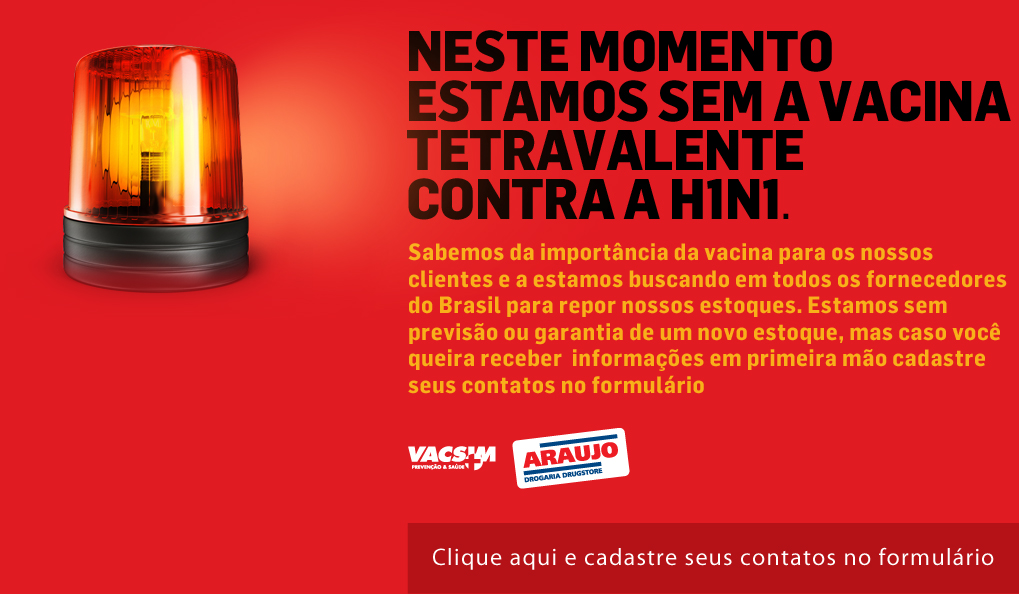 NESTE MOMENTO
ESTAMOS SEM A VACINA
TETRAVALENTE
CONTRA A H1N1.
Sabemos da importância da vacina para os nossos
clientes e a estamos buscando em todos os fornecedores
do Brasil para repor nossos estoques. Estamos sem
previsão ou garantia de um novo estoque, mas caso você
queira receber  informações em primeira mão cadastre
seus contatos no formulário
VACSIM
PREVENÇÃO & SAÚDE
ARAUJO
DROGARIA DRUGSTORE
Clique aqui e cadastre seus contatos no formulário